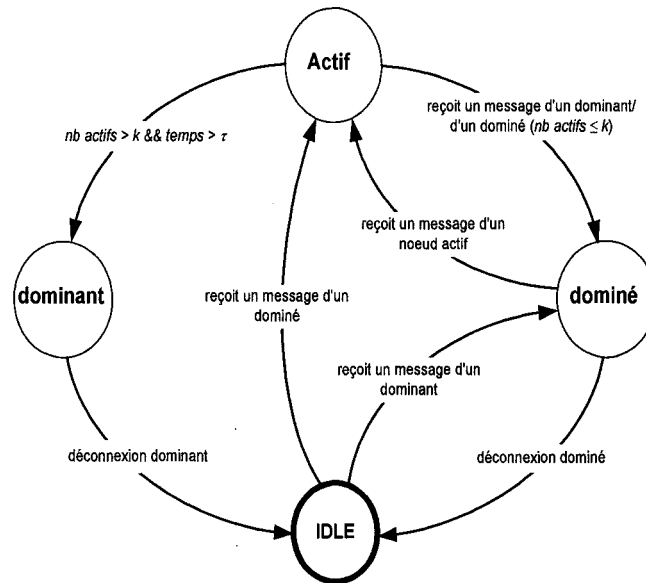 Actif
reçoit un message d'un dominant/
d'un dominé (nb actifs ≤ k)
nb actifs > k && temps > τ
reçoit un message d'un
noeud actif
dominant
reçoit un message d'un
dominé
dominé
reçoit un message d'un
dominant
déconnexion dominant
déconnexion dominé
IDLE